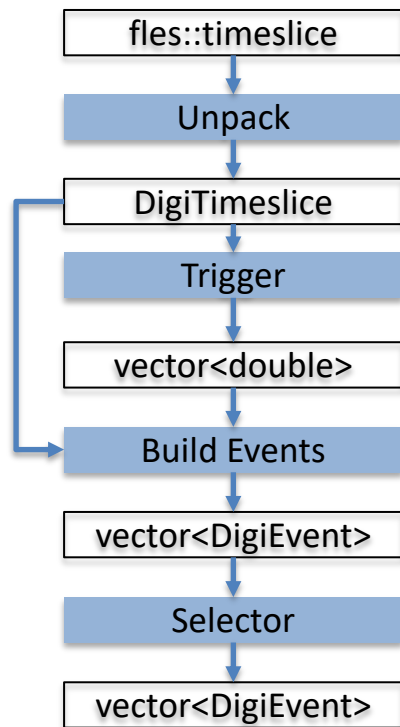 fles::timeslice
Unpack
DigiTimeslice
Trigger
vector<double>
Build Events
vector<DigiEvent>
Selector
vector<DigiEvent>